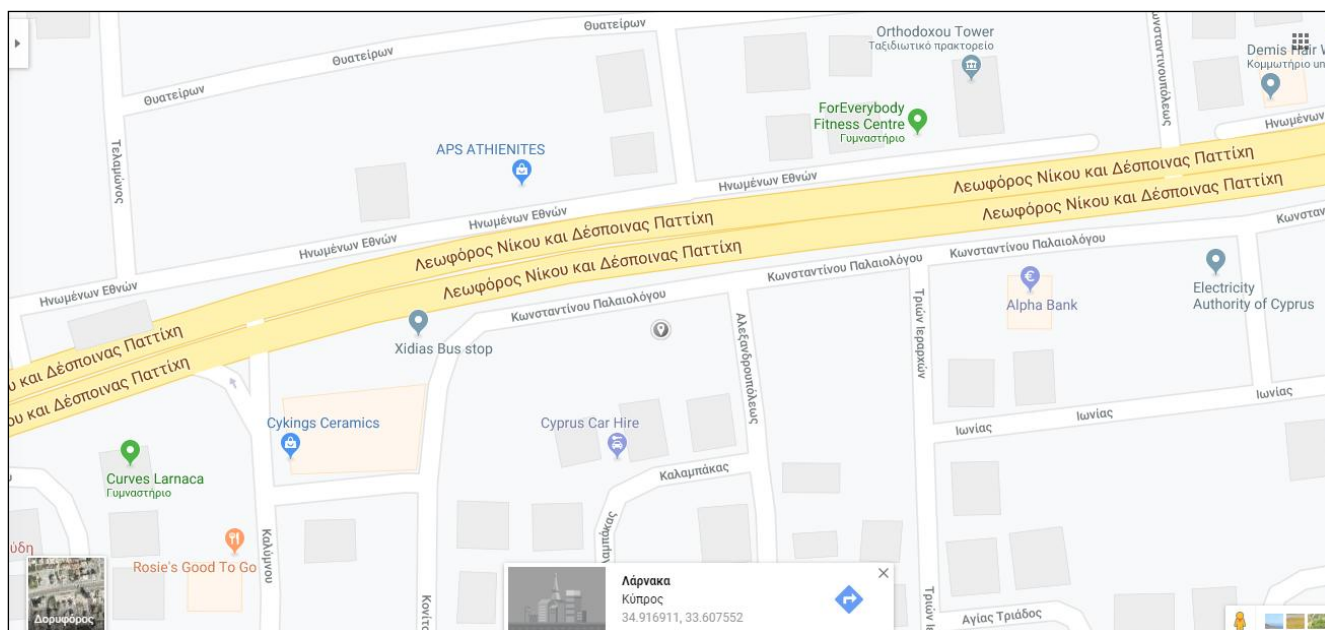 Θυατείρων
Θυατείρων
Θυατείρων
Orthodoxou Tower
Ταξιδιωτικό πρακτορείο
Demis Hair
Κομμωτήριο un
Τελαμώνος
APS ATHIENITES
ForEverybody
Fitness Centre
Γυμναστήριο
Ηνωμένων
Ηνωμένων Εθνών
Ηνωμένων Εθνών
Ηνωμένων Εθνών
Ηνωμένων Εθνών
Λεωφόρος Νίκου και Δέσποινας Παττίχη
Λεωφόρος Νίκου και Δέσποινας Παττίχη
Λεωφόρος Νίκου και Δέσποινας Παττίχη
Λεωφόρος Νίκου και Δέσποινας Παττίχη
υ και Δέσποινας Παττίχη
ου και Δέσποινας Παττίχη
Κωνσταντίνου Παλαιολόγου
Κωνσταντίνου Παλαιολόγου
Κωνσταντίνου Παλαιολόγου
Κωνσταν
Xidias Bus stop
Alpha Bank
Electricity
Authority of Cyprus
Αλεξανδρουπόλεως
Τριών Ιεραρχών
Cykings Ceramics
Cyprus Car Hire
Ιωνίας
Ιωνίας
Ιωνίας
Curves Larnaca
Γυμναστήριο
Καλαμπάκας
Καλύμνου
Rosie's Good To Go
ύδη
Δορυφόρος
Λάρνακα
Κύπρος
34.916911, 33.607552
Αγίας Τριάδος